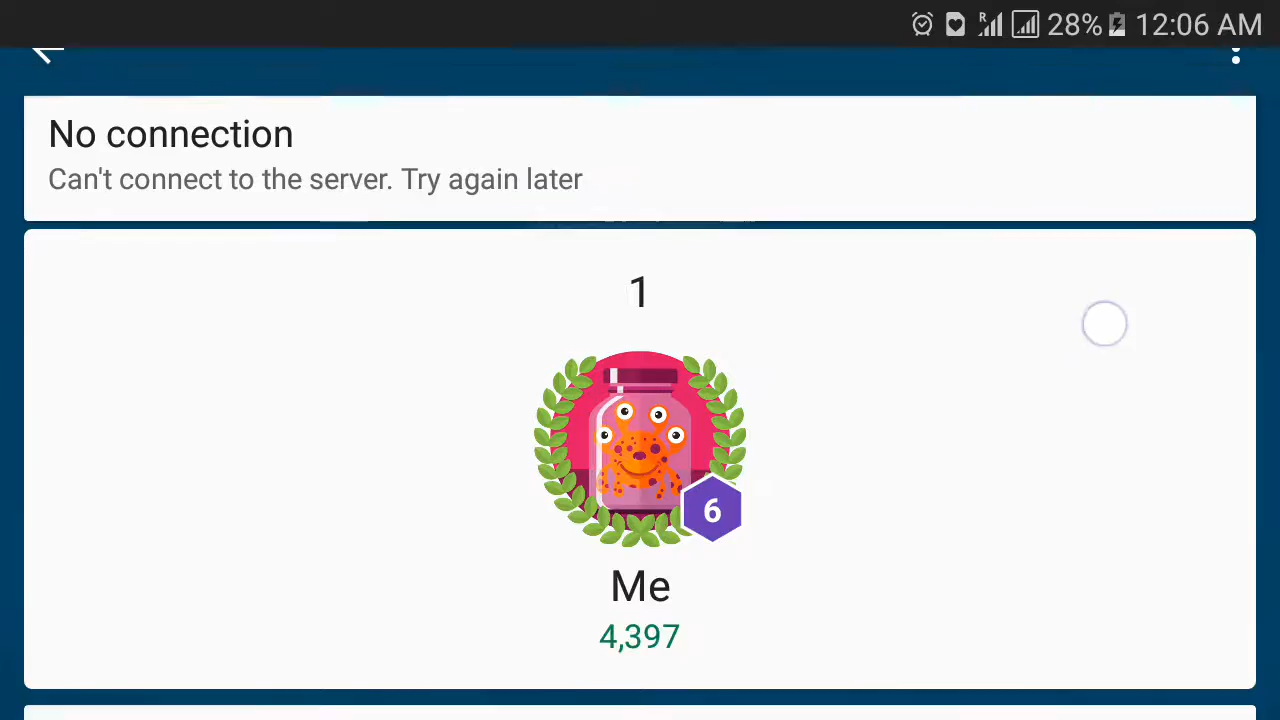 R 28% 12:06 AM
No connection
Can't connect to the server. Try again later
1
6
Me
4,397